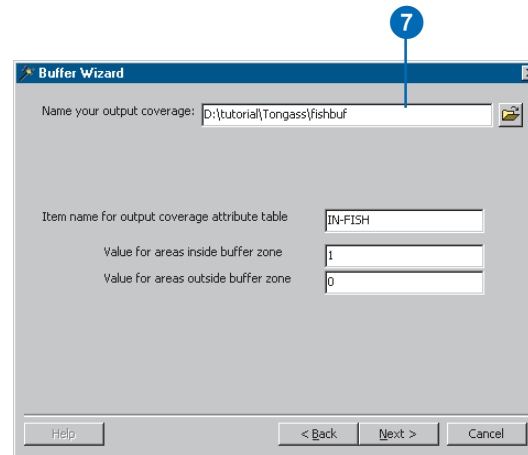 7
Buffer Wizard
Name your output coverage: D:\tutorial\Tongass\fishbuf
Item name for output coverage attribute table IN-FISH
Value for areas inside buffer zone 1
Value for areas outside buffer zone 0
Help < Back Next > Cancel